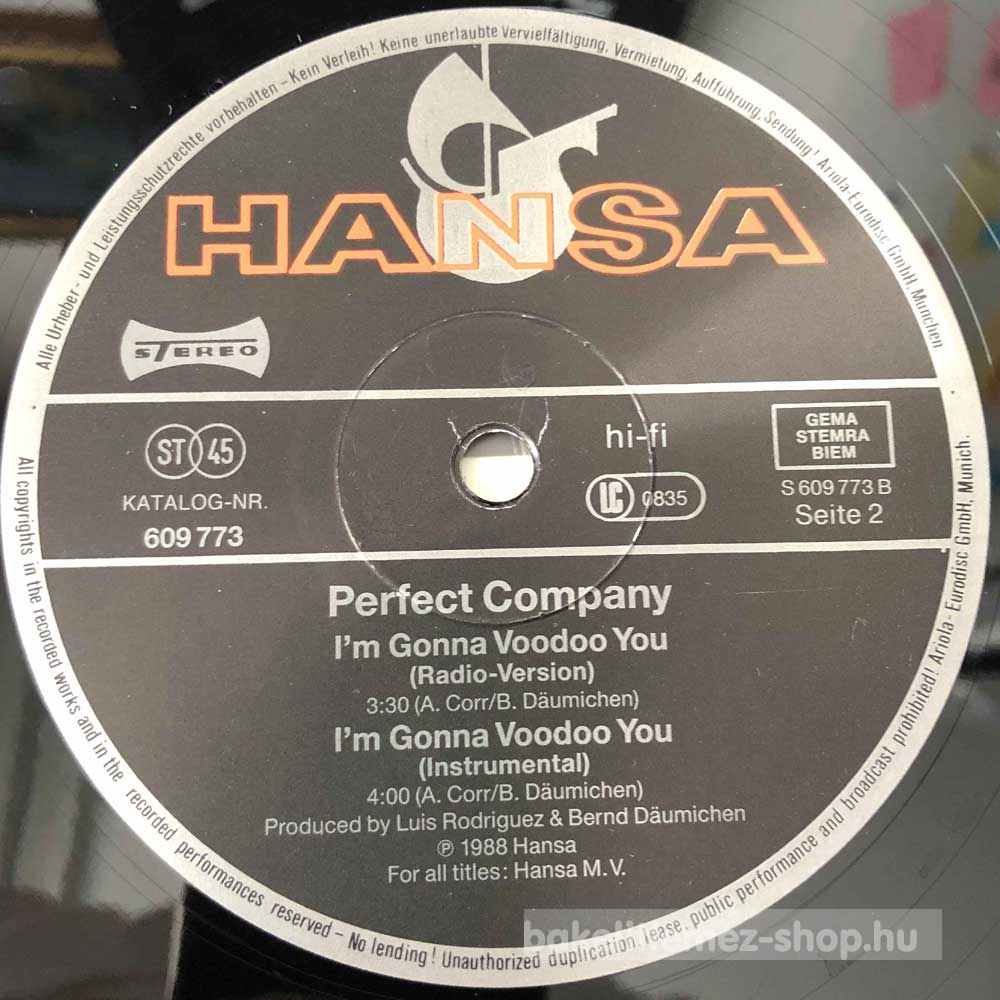 Alle Urheber- und Leistungsschutzrechte vorbehalten - Kein Verleih! Keine unerlaubte Vervielfältigung, Vermietung, Aufführung, Sendung! Ariola-Eurodisc GmbH München
HANSA
STEREO
ST 45
KATALOG-NR.
609 773
hi-fi
LC 0835
GEMA
STEMRA
BIEM
S 609 773 B
Seite 2
Perfect Company
I'm Gonna Voodoo You
(Radio-Version)
3:30 (A. Corr/B. Däumichen)
I'm Gonna Voodoo You
(Instrumental)
4:00 (A. Corr/B. Däumichen)
Produced by Luis Rodriguez & Bernd Däumichen
℗ 1988 Hansa
For all titles: Hansa M.V.
All copyrights in the recorded works and in the recorded performances reserved - No lending! Unauthorized duplication, lease, public performance and broadcast prohibited! Ariola-Eurodisc GmbH, Munich.
bakelitlemez-shop.hu